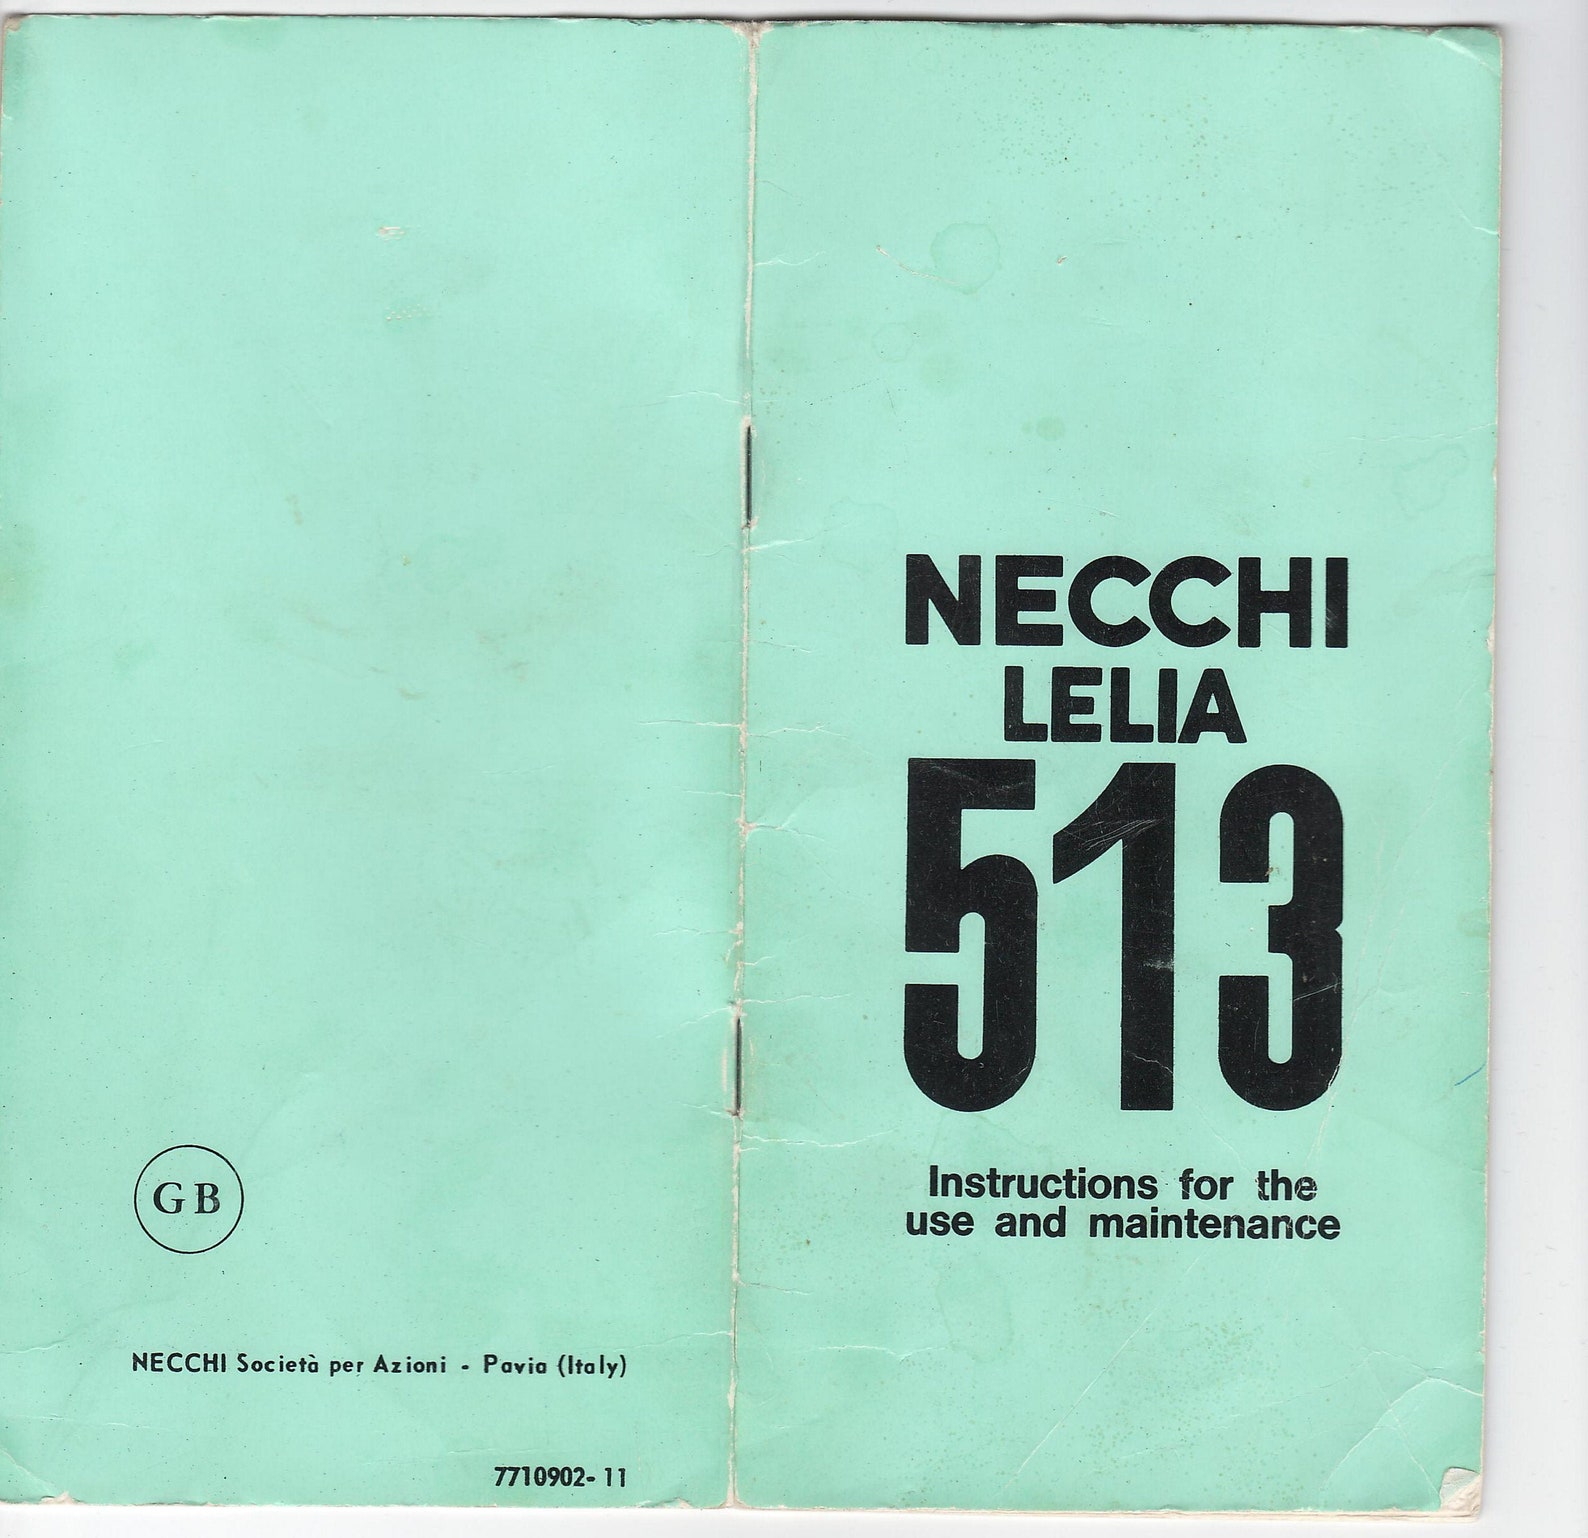 GB
NECCHI Società per Azioni - Pavia (Italy)
7710902-11
NECCHI
LELIA
513
Instructions for the
use and maintenance